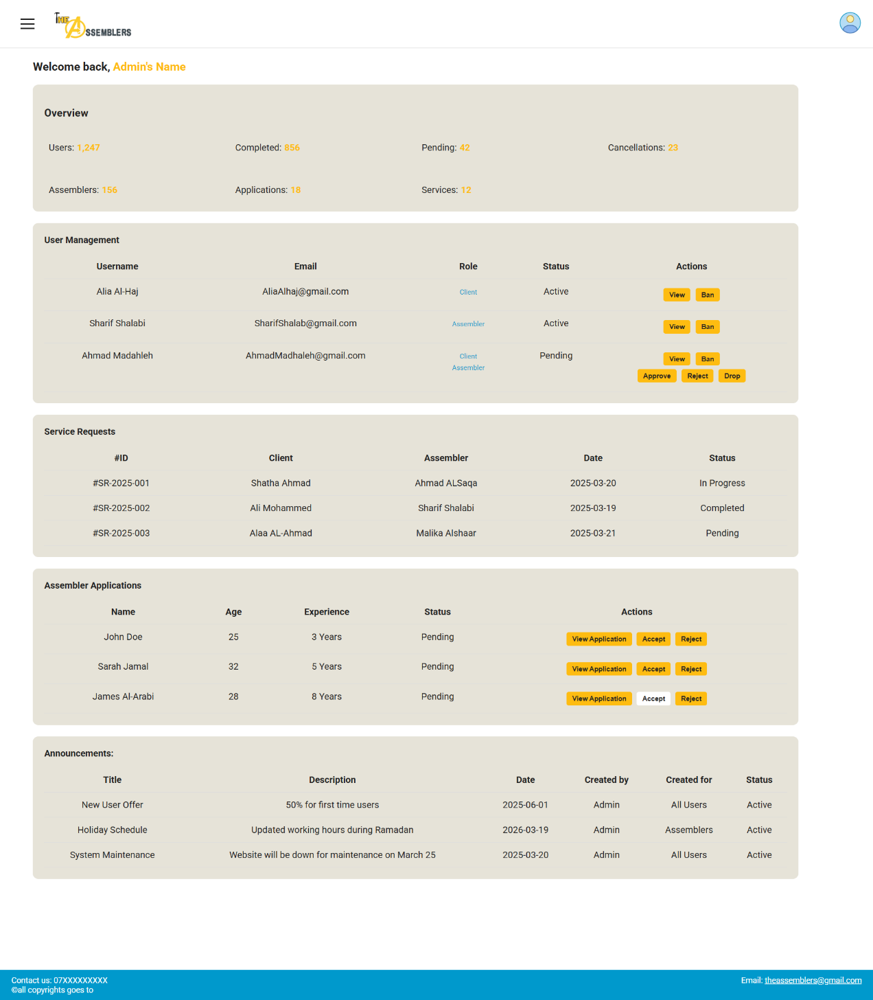 THE ASSEMBLERS
Welcome back, Admin's Name
Overview
Users: 1,247 Completed: 856 Pending: 42 Cancellations: 23
Assemblers: 156 Applications: 18 Services: 12
User Management
Username Email Role Status Actions
Alia Al-Haj AliaAlhaj@gmail.com Client Active View Ban
Sharif Shalabi SharifShalab@gmail.com Assembler Active View Ban
Ahmad Madahleh AhmadMadhaleh@gmail.com Client Pending View Ban
Assembler Approve Reject Drop
Service Requests
#ID Client Assembler Date Status
#SR-2025-001 Shatha Ahmad Ahmad ALSaqa 2025-03-20 In Progress
#SR-2025-002 Ali Mohammed Sharif Shalabi 2025-03-19 Completed
#SR-2025-003 Alaa AL-Ahmad Malika Alshaar 2025-03-21 Pending
Assembler Applications
Name Age Experience Status Actions
John Doe 25 3 Years Pending View Application Accept Reject
Sarah Jamal 32 5 Years Pending View Application Accept Reject
James Al-Arabi 28 8 Years Pending View Application Accept Reject
Announcements:
Title Description Date Created by Created for Status
New User Offer 50% for first time users 2025-06-01 Admin All Users Active
Holiday Schedule Updated working hours during Ramadan 2026-03-19 Admin Assemblers Active
System Maintenance Website will be down for maintenance on March 25 2025-03-20 Admin All Users Active
Contact us: 07XXXXXXXXX Email: theassemblers@gmail.com
©all copyrights goes to